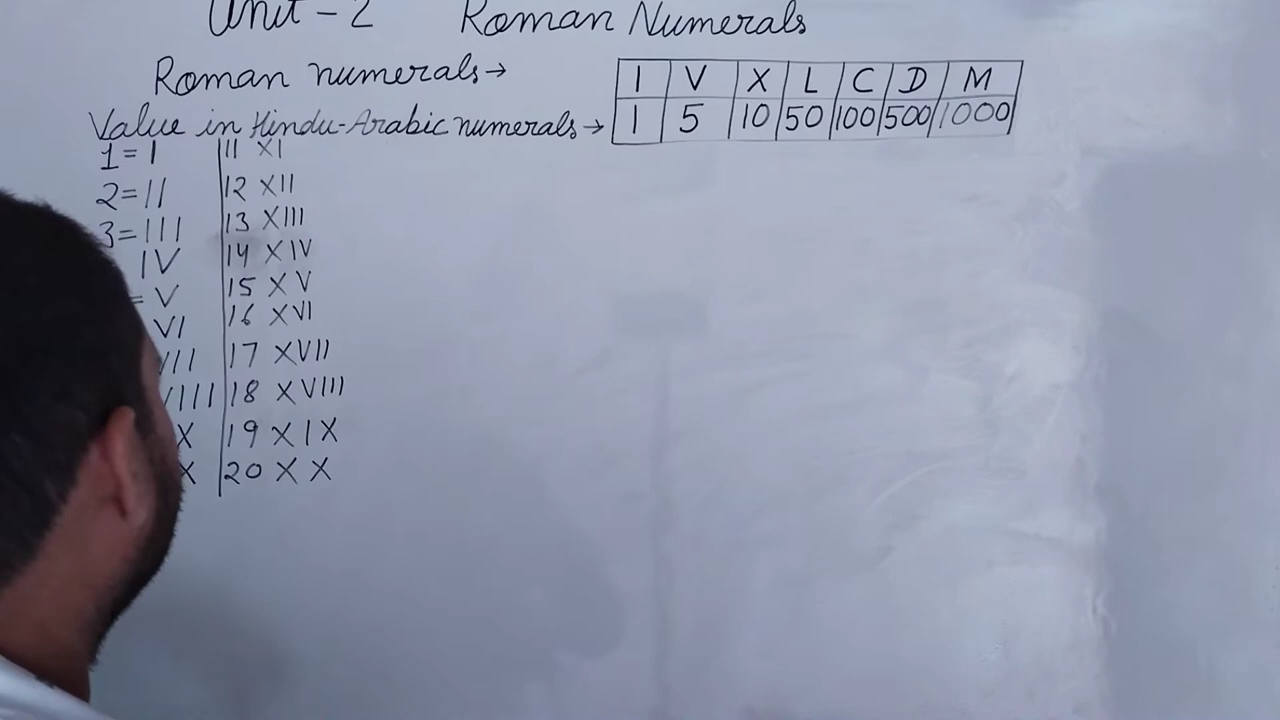 Unit - 2 Roman Numerals
Roman numerals → I V X L C D M
Value in Hindu-Arabic numerals → 1 5 10 50 100 500 1000
1 = I 11 XI
2 = II 12 XII
3 = III 13 XIII
IV 14 XIV
= V 15 XV
VI 16 XVI
17 XVII
18 XVIII
19 XIX
20 XX